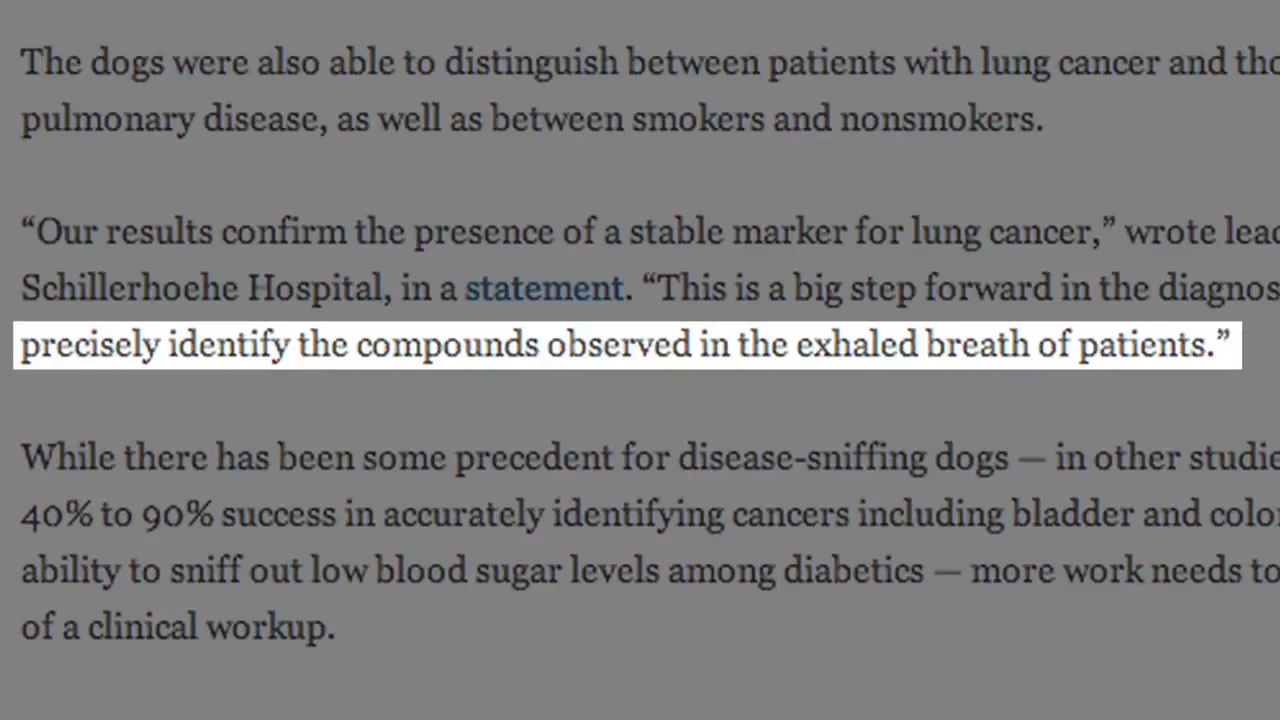 The dogs were also able to distinguish between patients with lung cancer and
pulmonary disease, as well as between smokers and nonsmokers.
“Our results confirm the presence of a stable marker for lung cancer,” wrote
Schillerhoehe Hospital, in a statement. “This is a big step forward in the
precisely identify the compounds observed in the exhaled breath of patients.”
While there has been some precedent for disease-sniffing dogs — in other
40% to 90% success in accurately identifying cancers including bladder and
ability to sniff out low blood sugar levels among diabetics — more work needs to
of a clinical workup.